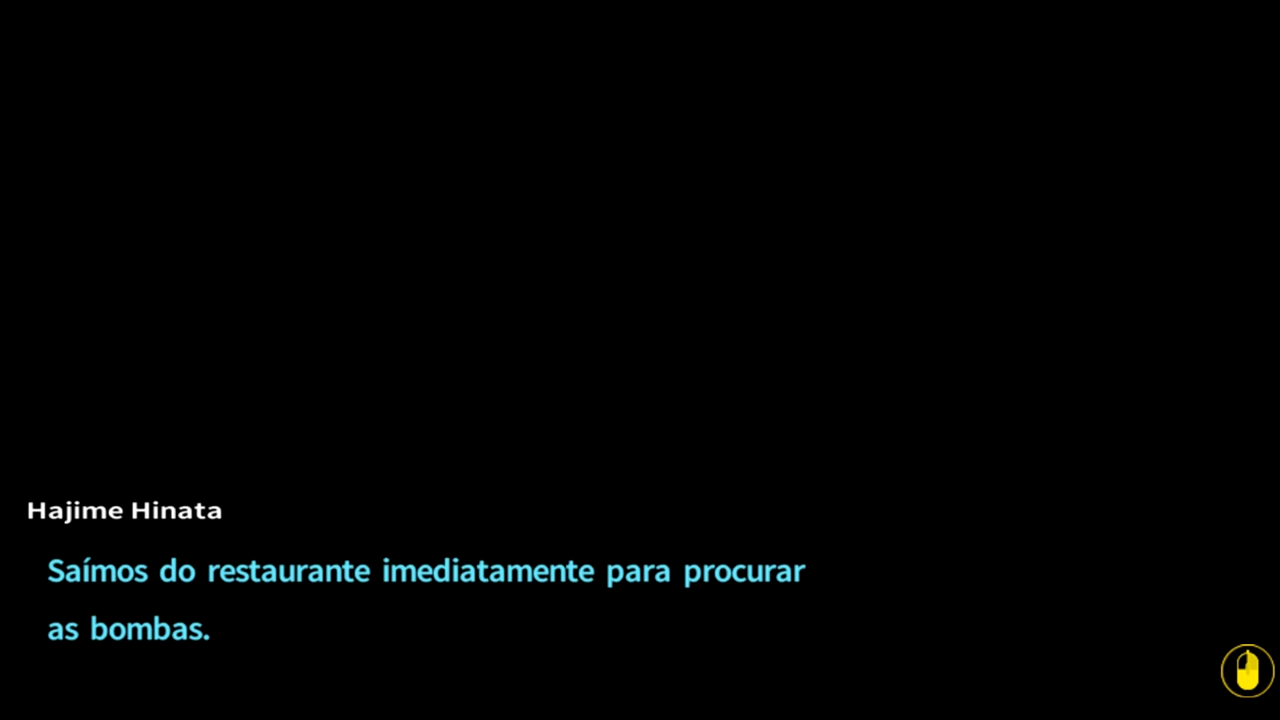 Hajime Hinata
Saímos do restaurante imediatamente para procurar
as bombas.